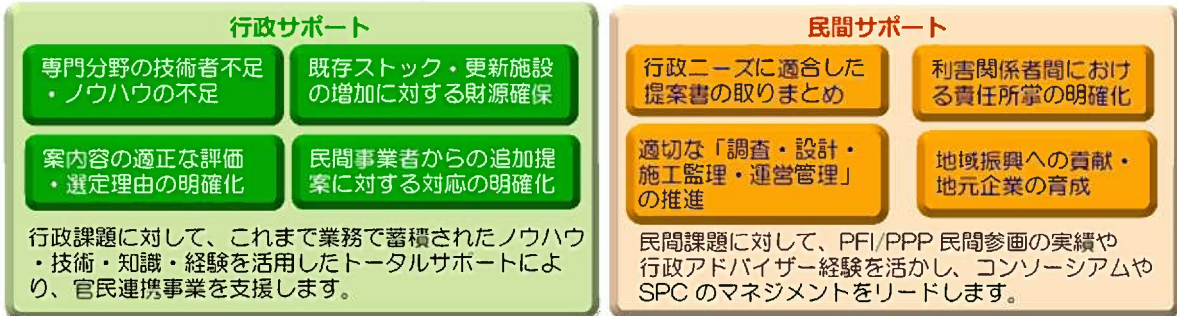 行政サポート
専門分野の技術者不足
・ノウハウの不足
既存ストック・更新施設
の増加に対する財源確保
案内容の適正な評価
・選定理由の明確化
民間事業者からの追加提
案に対する対応の明確化
行政課題に対して、これまで業務で蓄積されたノウハウ
・技術・知識・経験を活用したトータルサポートによ
り、官民連携事業を支援します。
民間サポート
行政ニーズに適合した
提案書の取りまとめ
利害関係者間におけ
る責任所掌の明確化
適切な「調査・設計・
施工監理・運営管理」
の推進
地域振興への貢献・
地元企業の育成
民間課題に対して、PFI/PPP 民間参画の実績や
行政アドバイザー経験を活かし、コンソーシアムや
SPC のマネジメントをリードします。